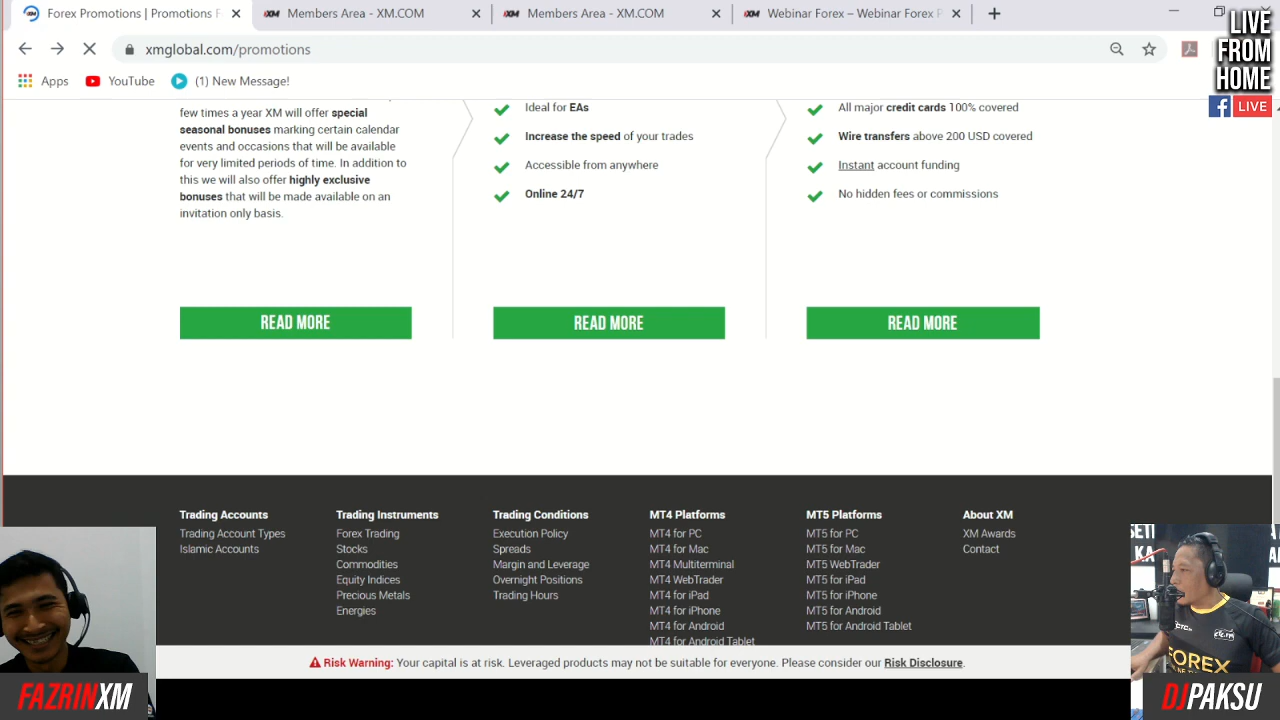 Forex Promotions | Promotions F
Members Area - XM.COM
Members Area - XM.COM
Webinar Forex – Webinar Forex P
xmglobal.com/promotions
Apps
YouTube
(1) New Message!
LIVE
FROM
HOME
f LIVE
few times a year XM will offer special
seasonal bonuses marking certain calendar
events and occasions that will be available
for very limited periods of time. In addition to
this we will also offer highly exclusive
bonuses that will be made available on an
invitation only basis.
READ MORE
Ideal for EAs
Increase the speed of your trades
Accessible from anywhere
Online 24/7
READ MORE
All major credit cards 100% covered
Wire transfers above 200 USD covered
Instant account funding
No hidden fees or commissions
READ MORE
Trading Accounts
Trading Account Types
Islamic Accounts
Trading Instruments
Forex Trading
Stocks
Commodities
Equity Indices
Precious Metals
Energies
Trading Conditions
Execution Policy
Spreads
Margin and Leverage
Overnight Positions
Trading Hours
MT4 Platforms
MT4 for PC
MT4 for Mac
MT4 Multiterminal
MT4 WebTrader
MT4 for iPad
MT4 for iPhone
MT4 for Android
MT4 for Android Tablet
MT5 Platforms
MT5 for PC
MT5 for Mac
MT5 WebTrader
MT5 for iPad
MT5 for iPhone
MT5 for Android
MT5 for Android Tablet
About XM
XM Awards
Contact
Risk Warning: Your capital is at risk. Leveraged products may not be suitable for everyone. Please consider our Risk Disclosure.
FAZRINXM
FOREX
DJPAKSU